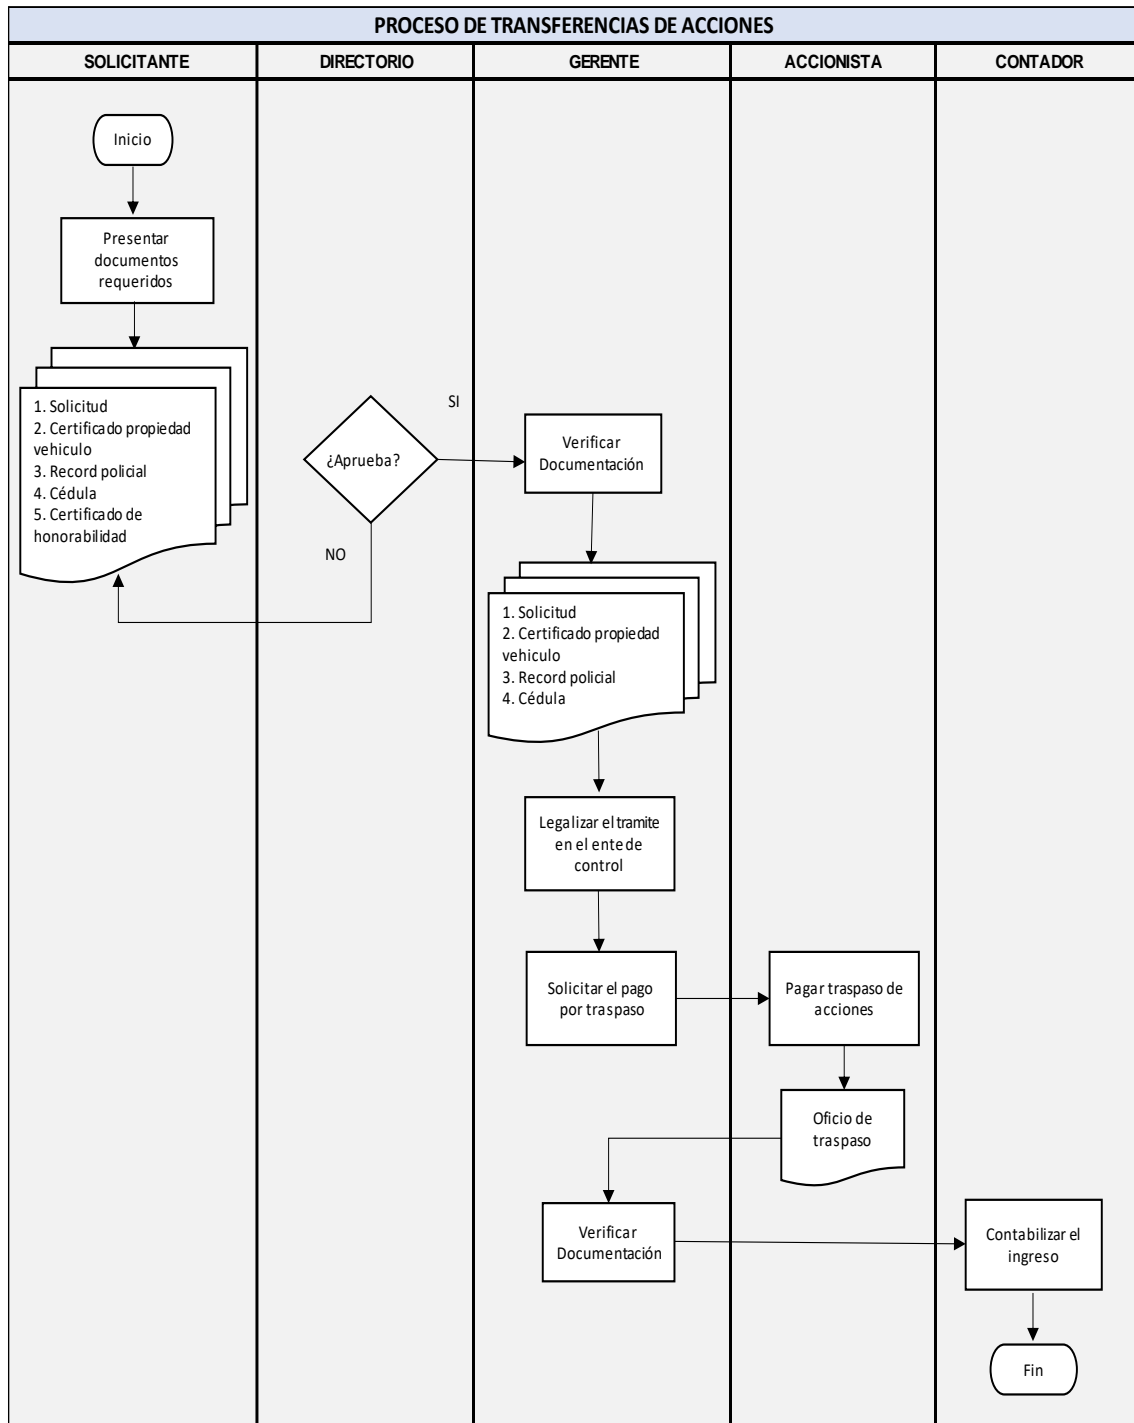 PROCESO DE TRANSFERENCIAS DE ACCIONES
SOLICITANTE
DIRECTORIO
GERENTE
ACCIONISTA
CONTADOR
Inicio
Presentar
documentos
requeridos
1. Solicitud
2. Certificado propiedad
vehiculo
3. Record policial
4. Cédula
5. Certificado de
honorabilidad
¿Aprueba?
SI
NO
Verificar
Documentación
1. Solicitud
2. Certificado propiedad
vehiculo
3. Record policial
4. Cédula
Legalizar el tramite
en el ente de
control
Solicitar el pago
por traspaso
Pagar traspaso de
acciones
Oficio de
traspaso
Verificar
Documentación
Contabilizar el
ingreso
Fin